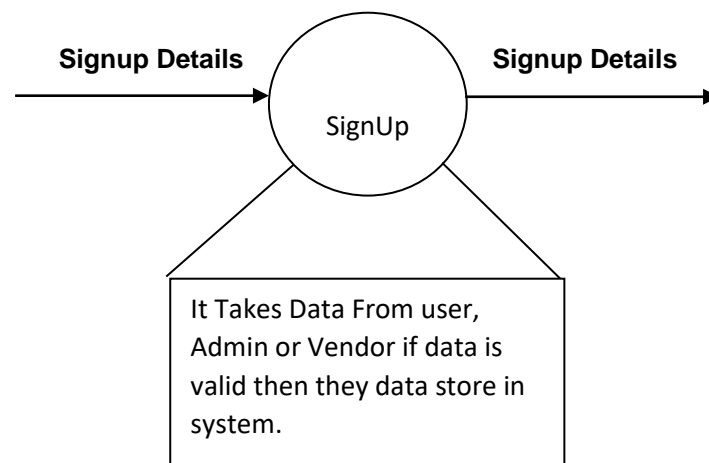 Signup Details
Signup Details
SignUp
It Takes Data From user,
Admin or Vendor if data is
valid then they data store in
system.